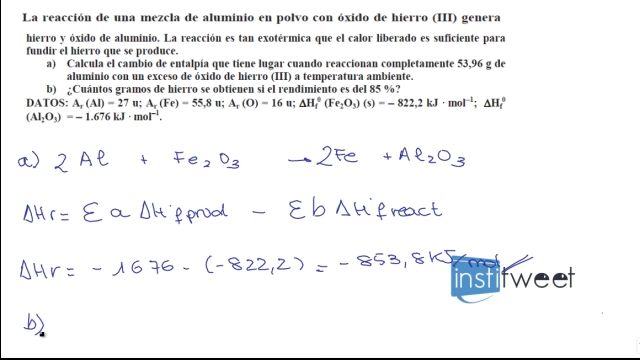 La reacción de una mezcla de aluminio en polvo con óxido de hierro (III) genera
hierro y óxido de aluminio. La reacción es tan exotérmica que el calor liberado es suficiente para
fundir el hierro que se produce.
a) Calcula el cambio de entalpía que tiene lugar cuando reaccionan completamente 53,96 g de
aluminio con un exceso de óxido de hierro (III) a temperatura ambiente.
b) ¿Cuántos gramos de hierro se obtienen si el rendimiento es del 85 %?
DATOS: Aᵣ (Al) = 27 u; Aᵣ (Fe) = 55,8 u; Aᵣ (O) = 16 u; ΔHf⁰ (Fe₂O₃) (s) = – 822,2 kJ · mol⁻¹; ΔHf⁰
(Al₂O₃) = – 1.676 kJ · mol⁻¹.
a) 2 Al + Fe₂O₃ → 2Fe + Al₂O₃
ΔHr = Σ a ΔHºf prod – Σ b ΔHºf react
ΔHr = – 1676 – (–822,2) = – 853,8 KJ/mol
institweet
b)